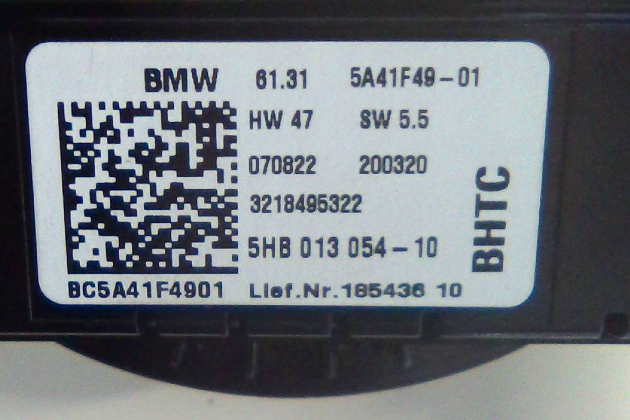 BMW 61.31 5A41F49-01
HW 47 SW 5.5
070822 200320
3218495322
5HB 013 054-10
BC5A41F4901 Lief.Nr.185436 10
BHTC